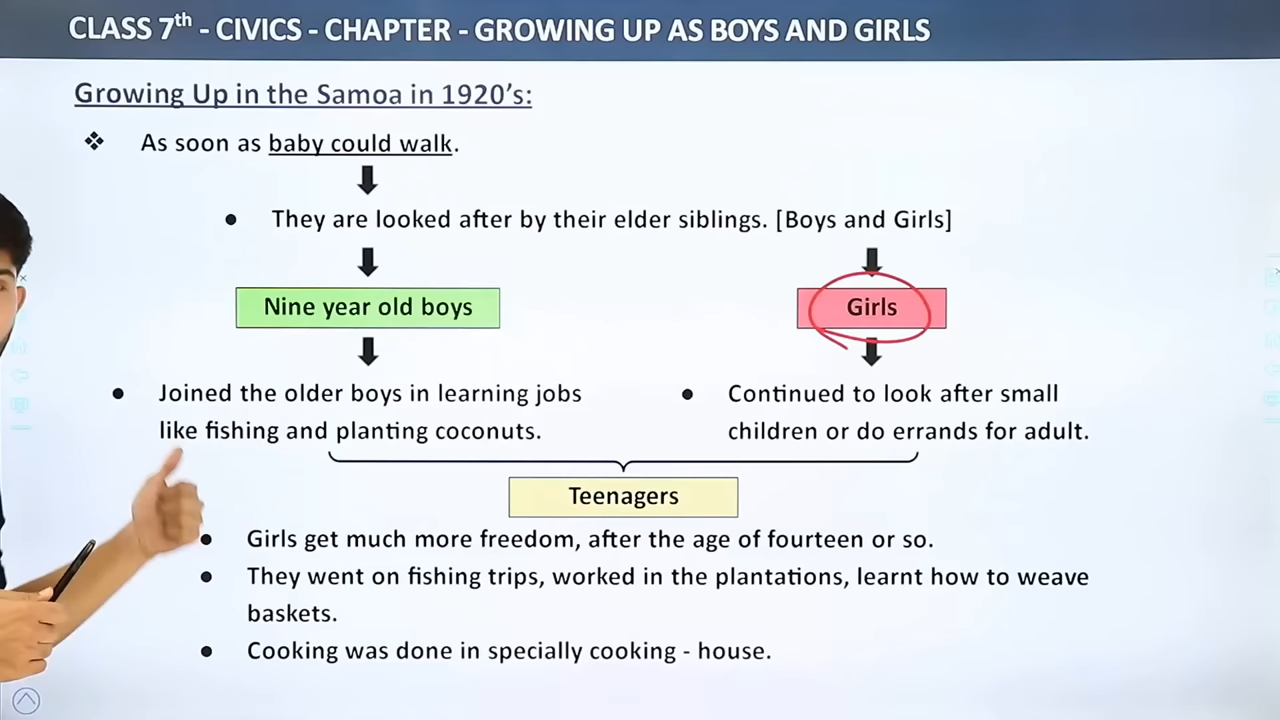 CLASS 7th - CIVICS - CHAPTER - GROWING UP AS BOYS AND GIRLS
Growing Up in the Samoa in 1920’s:
❖ As soon as baby could walk.
● They are looked after by their elder siblings. [Boys and Girls]
Nine year old boys
Girls
● Joined the older boys in learning jobs
like fishing and planting coconuts.
● Continued to look after small
children or do errands for adult.
Teenagers
● Girls get much more freedom, after the age of fourteen or so.
● They went on fishing trips, worked in the plantations, learnt how to weave
baskets.
● Cooking was done in specially cooking - house.